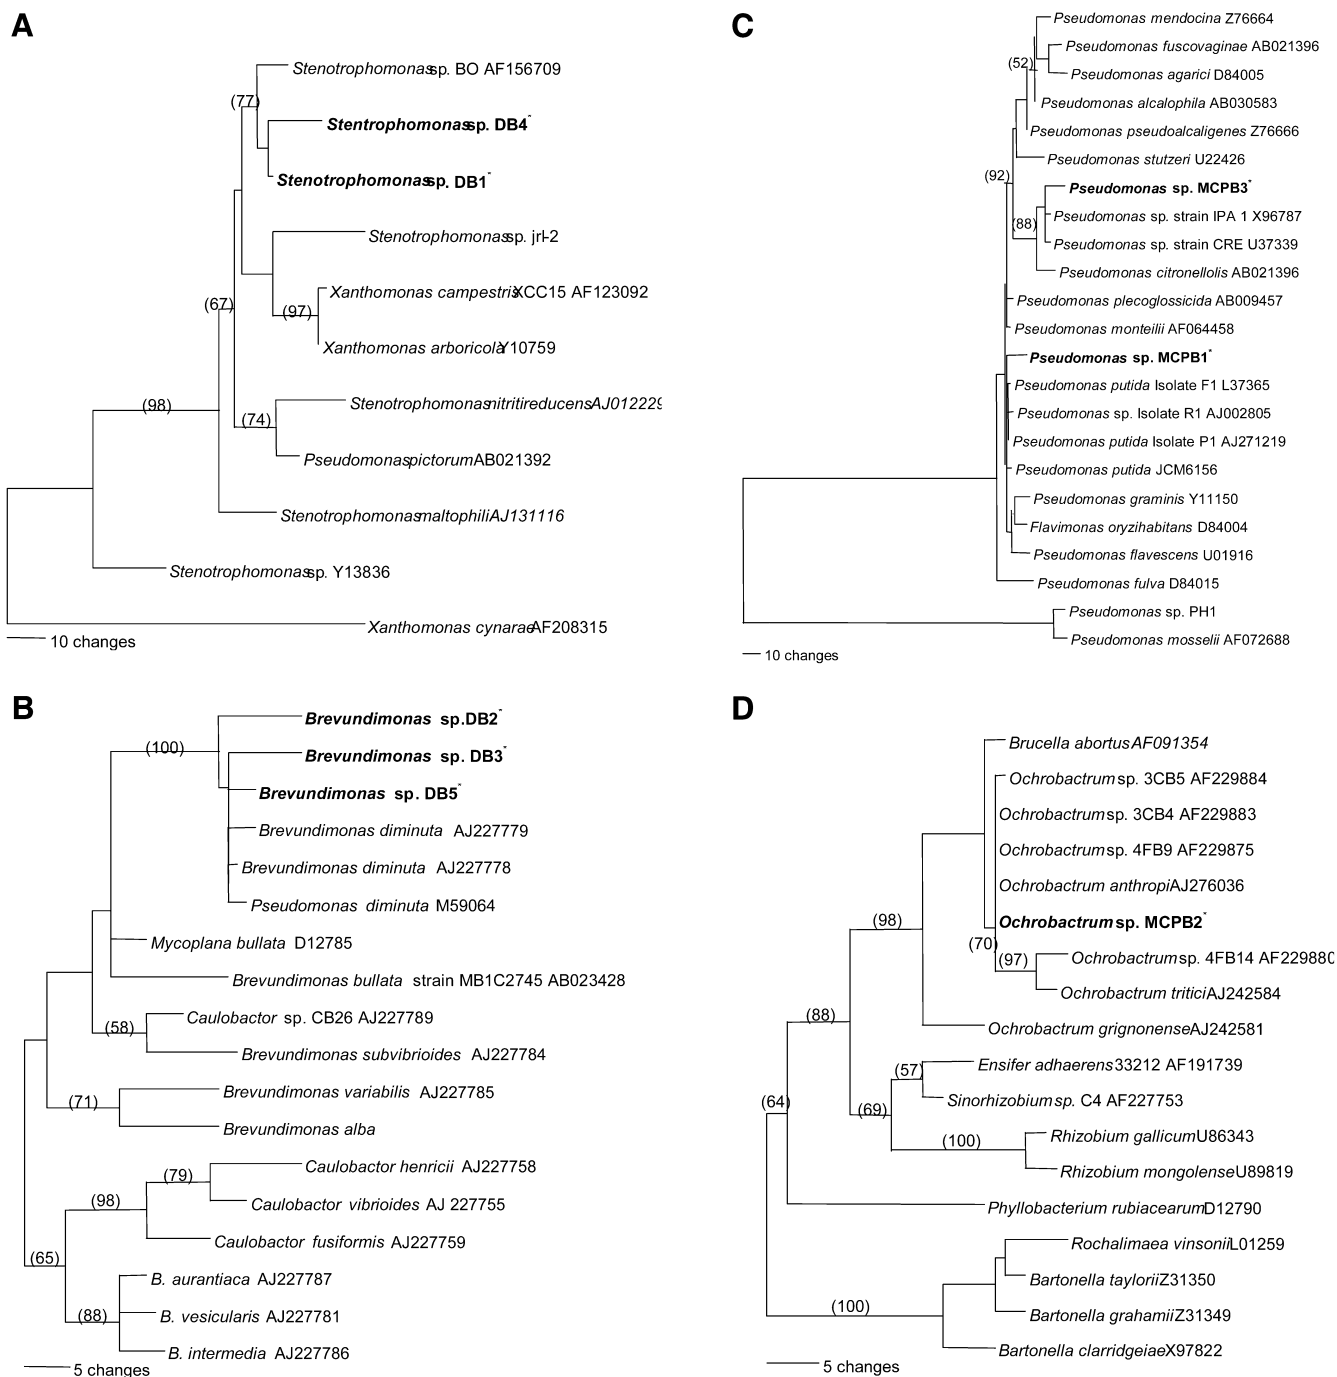 A
Stenotrophomonas sp. BO AF156709
(77)
Stentrophomonas sp. DB4*
Stenotrophomonas sp. DB1*
Stenotrophomonas sp. jrl-2
Xanthomonas campestris XCC15 AF123092
(67)
(97)
Xanthomonas arboricola Y10759
Stenotrophomonas nitritireducens AJ012229
(98)
(74)
Pseudomonas pictorum AB021392
Stenotrophomonas maltophili AJ131116
Stenotrophomonas sp. Y13836
Xanthomonas cynarae AF208315
10 changes
C
Pseudomonas mendocina Z76664
Pseudomonas fuscovaginae AB021396
(52)
Pseudomonas agarici D84005
Pseudomonas alcalophila AB030583
Pseudomonas pseudoalcaligenes Z76666
Pseudomonas stutzeri U22426
(92)
Pseudomonas sp. MCPB3*
Pseudomonas sp. strain IPA 1 X96787
(88)
Pseudomonas sp. strain CRE U37339
Pseudomonas citronellolis AB021396
Pseudomonas plecoglossicida AB009457
Pseudomonas monteilii AF064458
Pseudomonas sp. MCPB1*
Pseudomonas putida Isolate F1 L37365
Pseudomonas sp. Isolate R1 AJ002805
Pseudomonas putida Isolate P1 AJ271219
Pseudomonas putida JCM6156
Pseudomonas graminis Y11150
Flavimonas oryzihabitans D84004
Pseudomonas flavescens U01916
Pseudomonas fulva D84015
Pseudomonas sp. PH1
Pseudomonas mosselii AF072688
10 changes
B
Brevundimonas sp.DB2*
(100)
Brevundimonas sp. DB3*
Brevundimonas sp. DB5*
Brevundimonas diminuta AJ227779
Brevundimonas diminuta AJ227778
Pseudomonas diminuta M59064
Mycoplana bullata D12785
Brevundimonas bullata strain MB1C2745 AB023428
Caulobactor sp. CB26 AJ227789
(58)
Brevundimonas subvibrioides AJ227784
Brevundimonas variabilis AJ227785
(71)
Brevundimonas alba
Caulobactor henricii AJ227758
(79)
(98)
Caulobactor vibrioides AJ 227755
Caulobactor fusiformis AJ227759
(65)
B. aurantiaca AJ227787
(88)
B. vesicularis AJ227781
B. intermedia AJ227786
5 changes
D
Brucella abortus AF091354
Ochrobactrum sp. 3CB5 AF229884
Ochrobactrum sp. 3CB4 AF229883
Ochrobactrum sp. 4FB9 AF229875
Ochrobactrum anthropi AJ276036
(98)
Ochrobactrum sp. MCPB2*
(70)
(97)
Ochrobactrum sp. 4FB14 AF229880
Ochrobactrum tritici AJ242584
(88)
Ochrobactrum grignonense AJ242581
Ensifer adhaerens 33212 AF191739
(57)
Sinorhizobium sp. C4 AF227753
(64)
(69)
Rhizobium gallicum U86343
(100)
Rhizobium mongolense U89819
Phyllobacterium rubiacearum D12790
Rochalimaea vinsonii L01259
Bartonella taylorii Z31350
(100)
Bartonella grahamii Z31349
Bartonella clarridgeiae X97822
5 changes